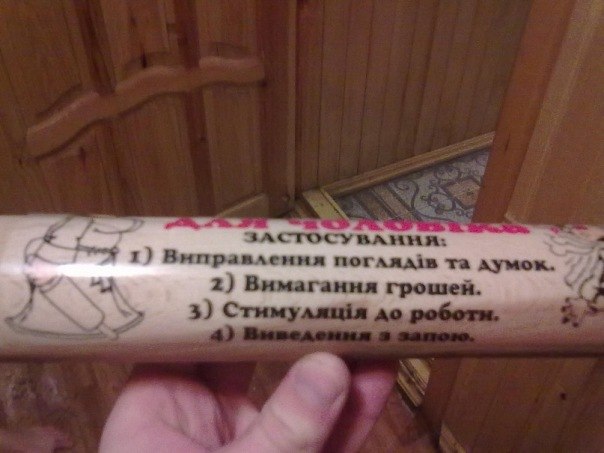 ДЛЯ ЧОЛОВІКА
ЗАСТОСУВАННЯ:
1) Виправлення поглядів та думок.
2) Вимагання грошей.
3) Стимуляція до роботи.
4) Виведення з запою.